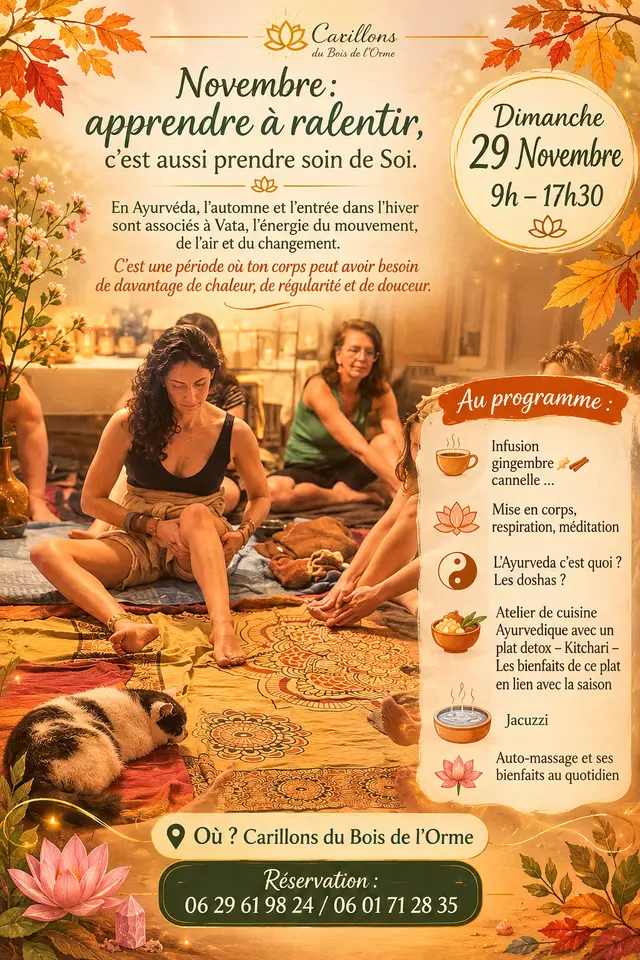 Carillons
du Bois de l'Orme
Novembre :
apprendre à ralentir,
c'est aussi prendre soin de Soi.
Dimanche
29 Novembre
9h – 17h30
En Ayurvéda, l'automne et l'entrée dans l'hiver
sont associés à Vata, l'énergie du mouvement,
de l'air et du changement.
C'est une période où ton corps peut avoir besoin
de davantage de chaleur, de régularité et de douceur.
Au programme :
Infusion
gingembre
cannelle ...
Mise en corps,
respiration, méditation
L'Ayurveda c'est quoi ?
Les doshas ?
Atelier de cuisine
Ayurvedique avec un
plat detox – Kitchari –
Les bienfaits de ce plat
en lien avec la saison
Jacuzzi
Auto-massage et ses
bienfaits au quotidien
Où ? Carillons du Bois de l'Orme
Réservation :
06 29 61 98 24 / 06 01 71 28 35